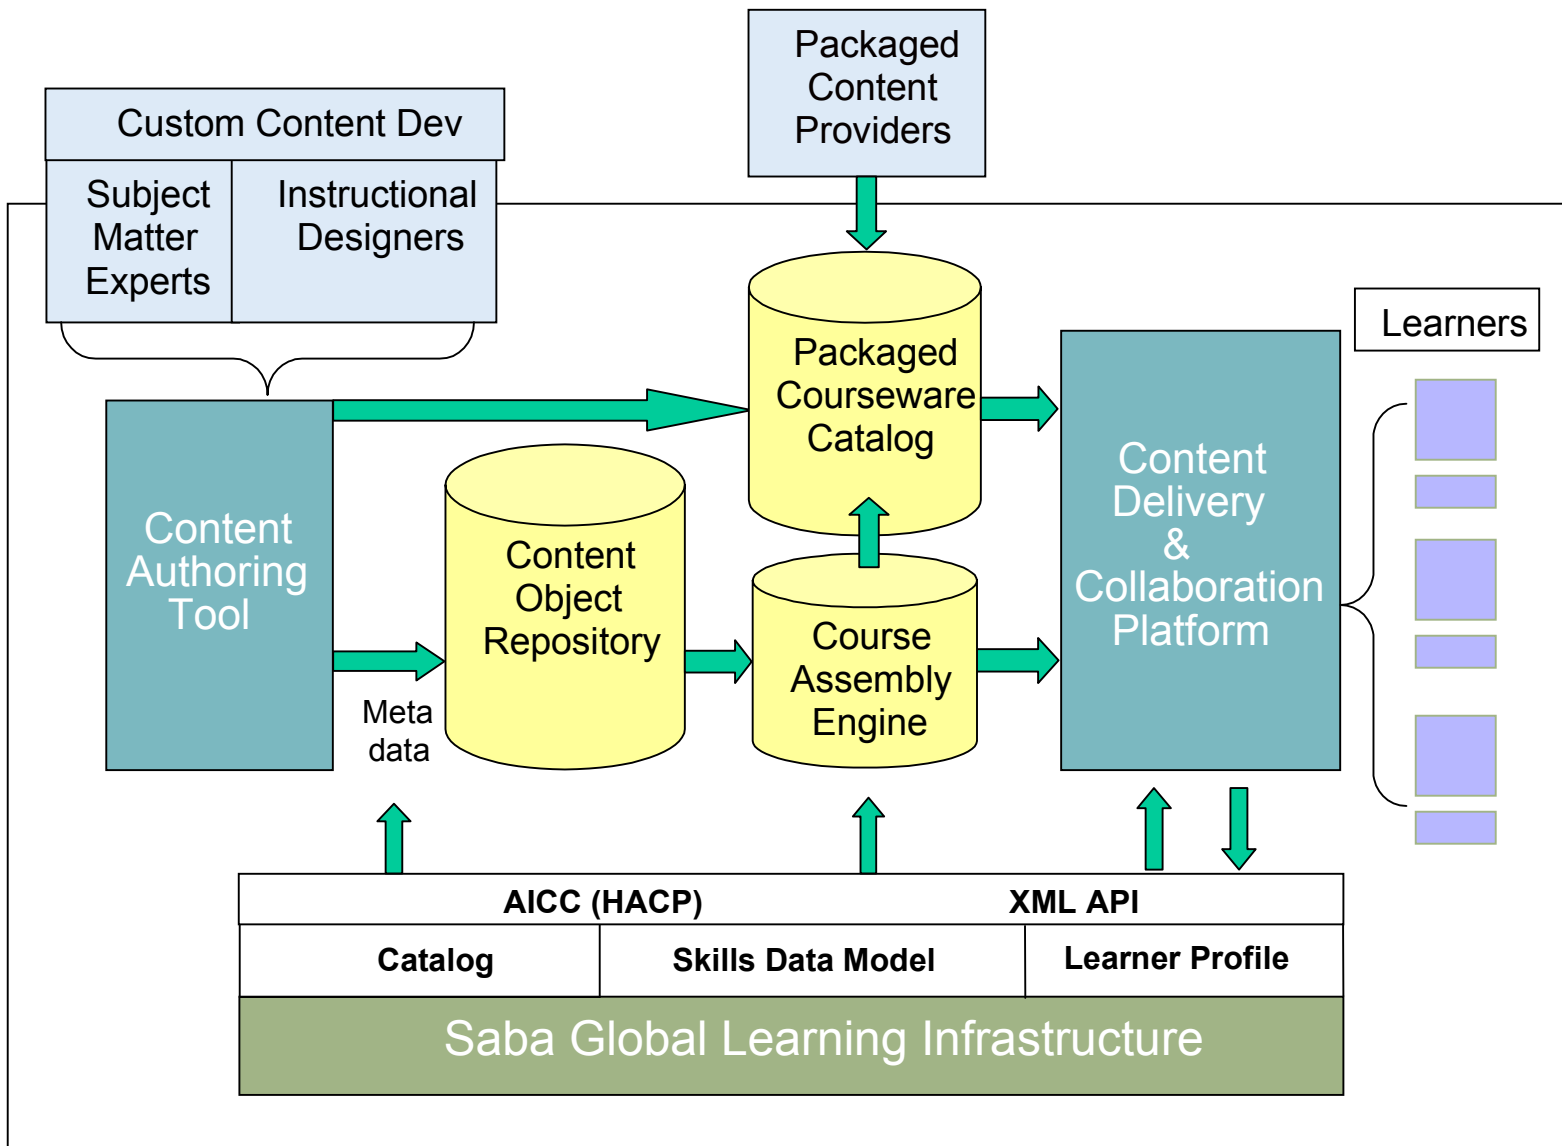 Packaged
Content
Providers
Custom Content Dev
Subject
Matter
Experts
Instructional
Designers
Learners
Packaged
Courseware
Catalog
Content
Delivery
&
Collaboration
Platform
Content
Authoring
Tool
Content
Object
Repository
Course
Assembly
Engine
Meta
data
AICC (HACP)
XML API
Catalog
Skills Data Model
Learner Profile
Saba Global Learning Infrastructure